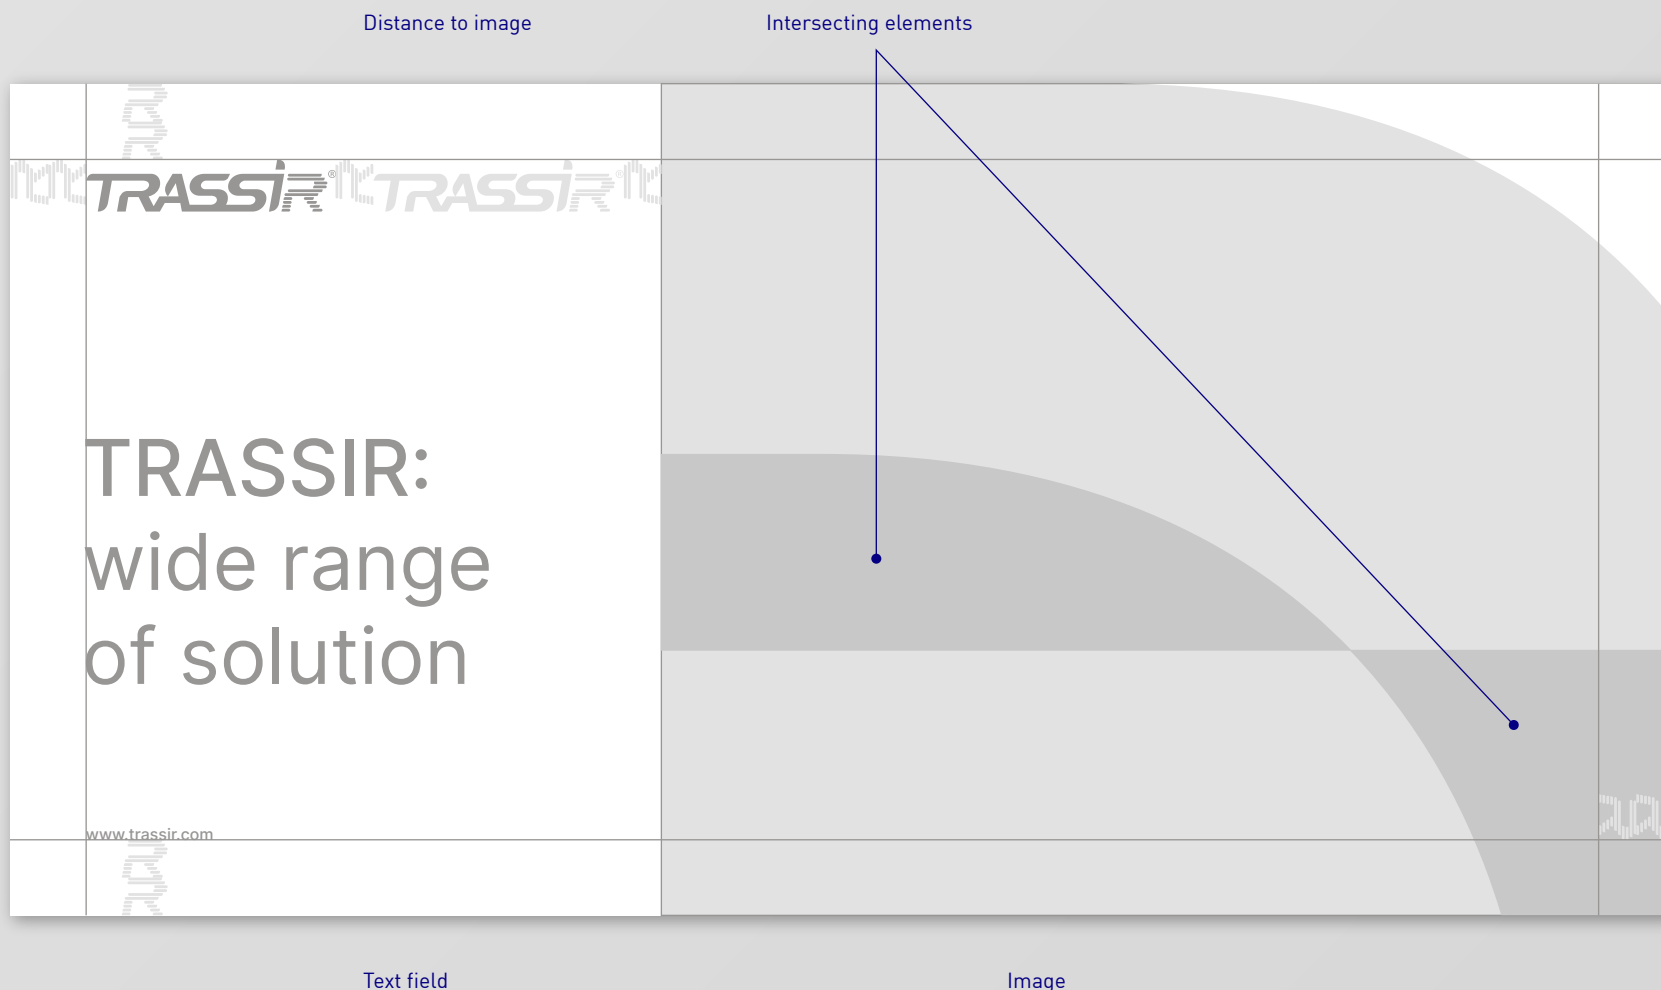 Distance to image
Intersecting elements
TRASSIR® TRASSIR®
TRASSIR:
wide range
of solution
www.trassir.com
Text field
Image